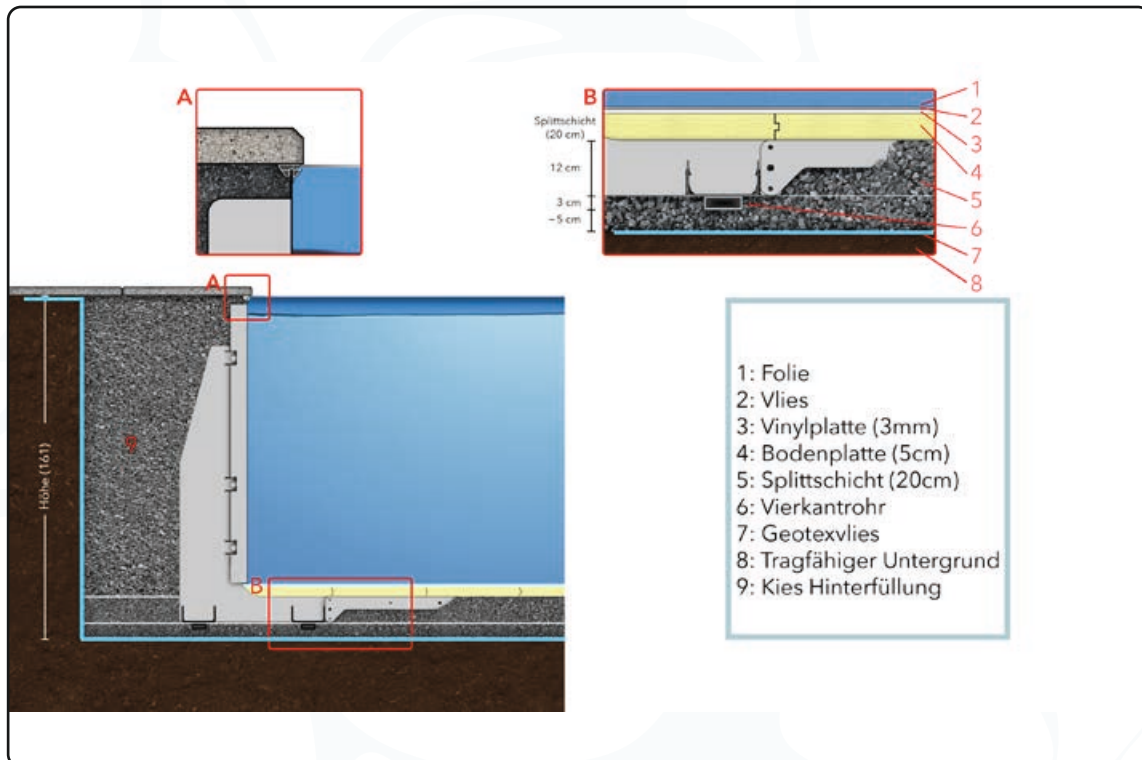 A
B
Splittschicht
(20 cm)
12 cm
3 cm
~5 cm
1
2
3
4
5
6
7
8
A
Höhe (161)
9
B
1: Folie
2: Vlies
3: Vinylplatte (3mm)
4: Bodenplatte (5cm)
5: Splittschicht (20cm)
6: Vierkantrohr
7: Geotexvlies
8: Tragfähiger Untergrund
9: Kies Hinterfüllung